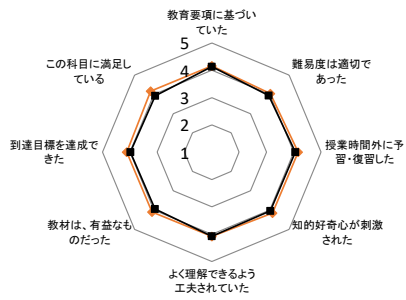 教育要項に基づい
ていた
難易度は適切で
あった
授業時間外に予
習・復習した
知的好奇心が刺激
された
よく理解できるよう
工夫されていた
教材は、有益なも
のだった
到達目標を達成で
きた
この科目に満足し
ている
5
4
3
2
1